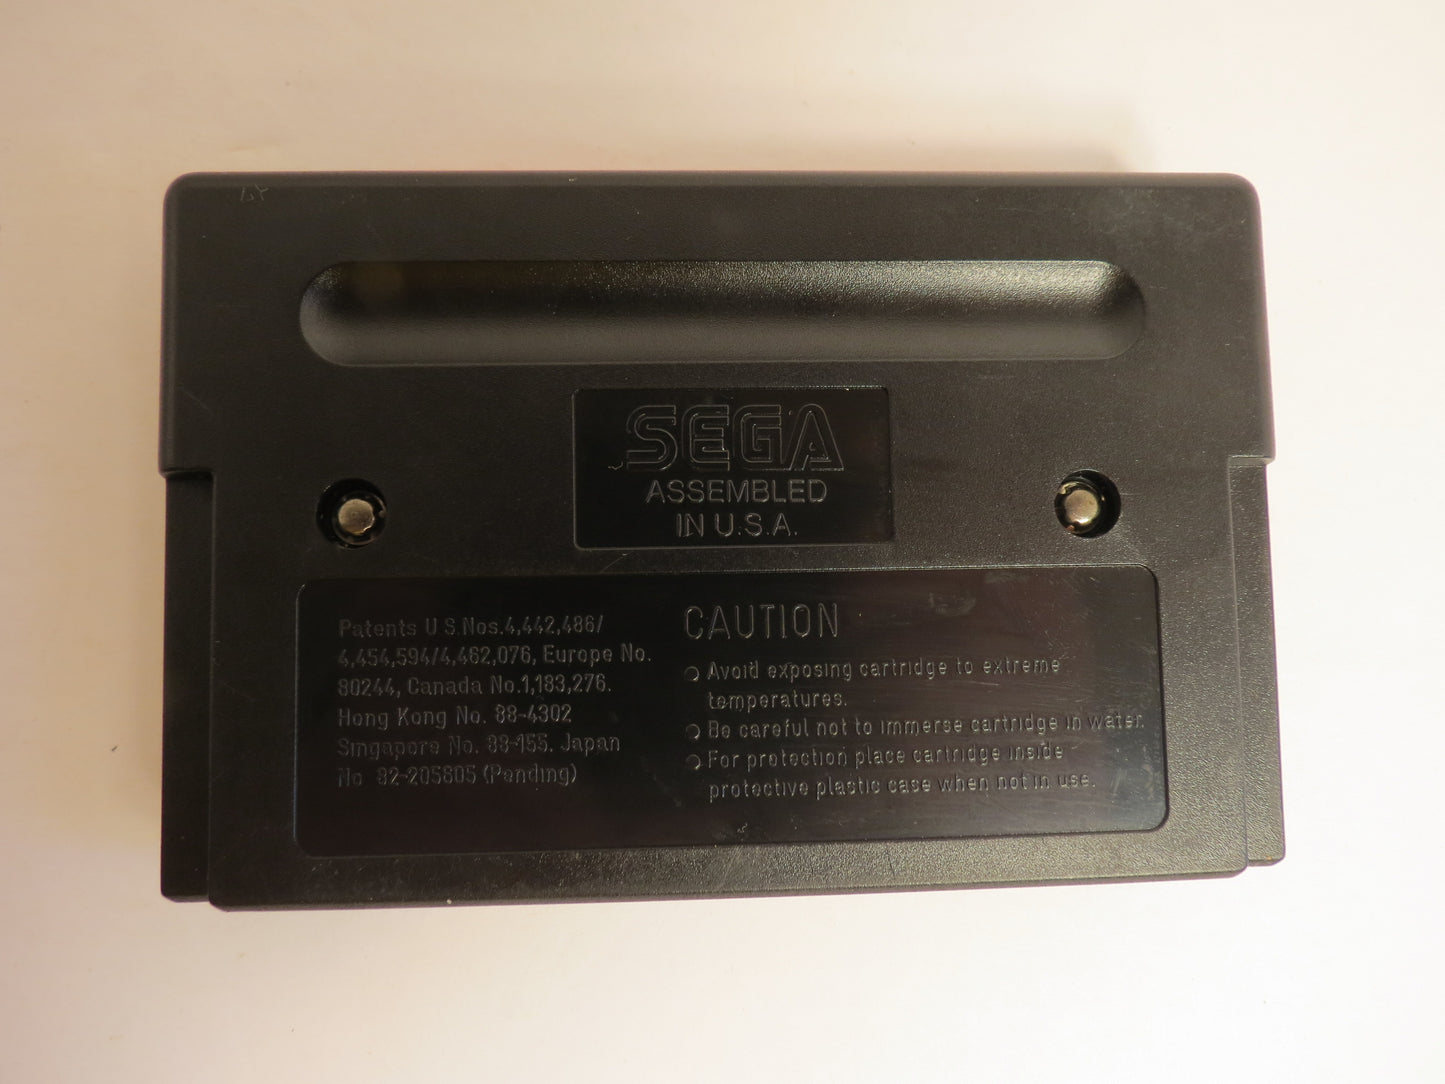 SEGA
ASSEMBLED
IN U.S.A.
Patents U S.Nos.4,442,486/
4,454,594/4,462,076, Europe No.
80244, Canada No.1,183,276.
Hong Kong No. 88-4302
Singapore No. 88-155. Japan
No 82-205605 (Pending)
CAUTION
Avoid exposing cartridge to extreme
temperatures.
Be careful not to immerse cartridge in water.
For protection place cartridge inside
protective plastic case when not in use.